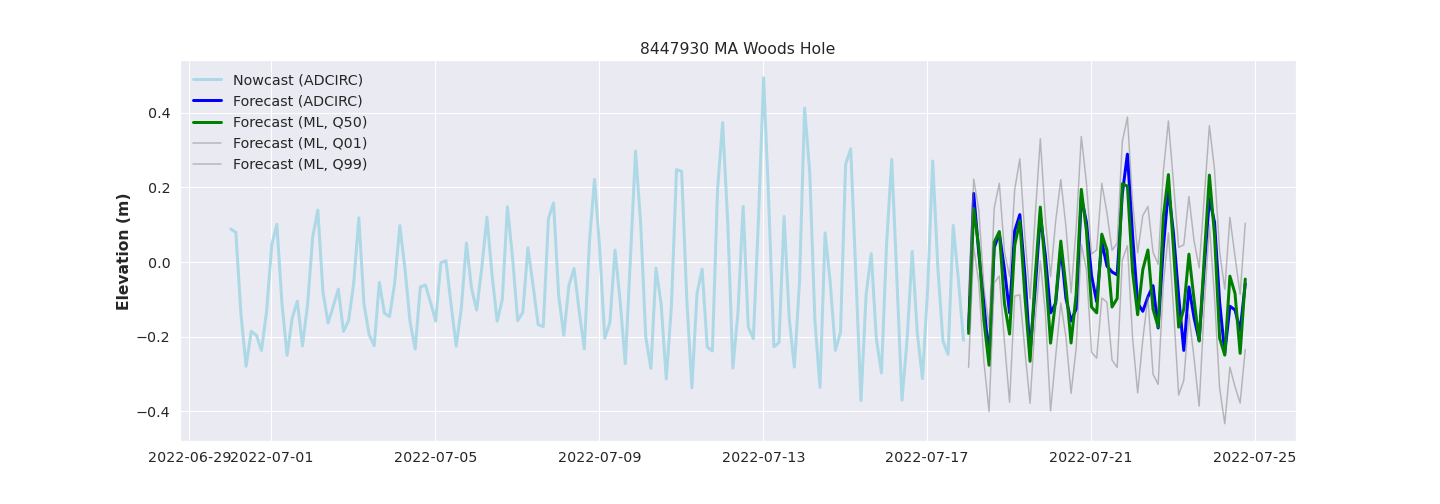 8447930 MA Woods Hole
Nowcast (ADCIRC)
Forecast (ADCIRC)
Forecast (ML, Q50)
Forecast (ML, Q01)
Forecast (ML, Q99)
Elevation (m)
0.4
0.2
0.0
−0.2
−0.4
2022-06-29 2022-07-01 2022-07-05 2022-07-09 2022-07-13 2022-07-17 2022-07-21 2022-07-25